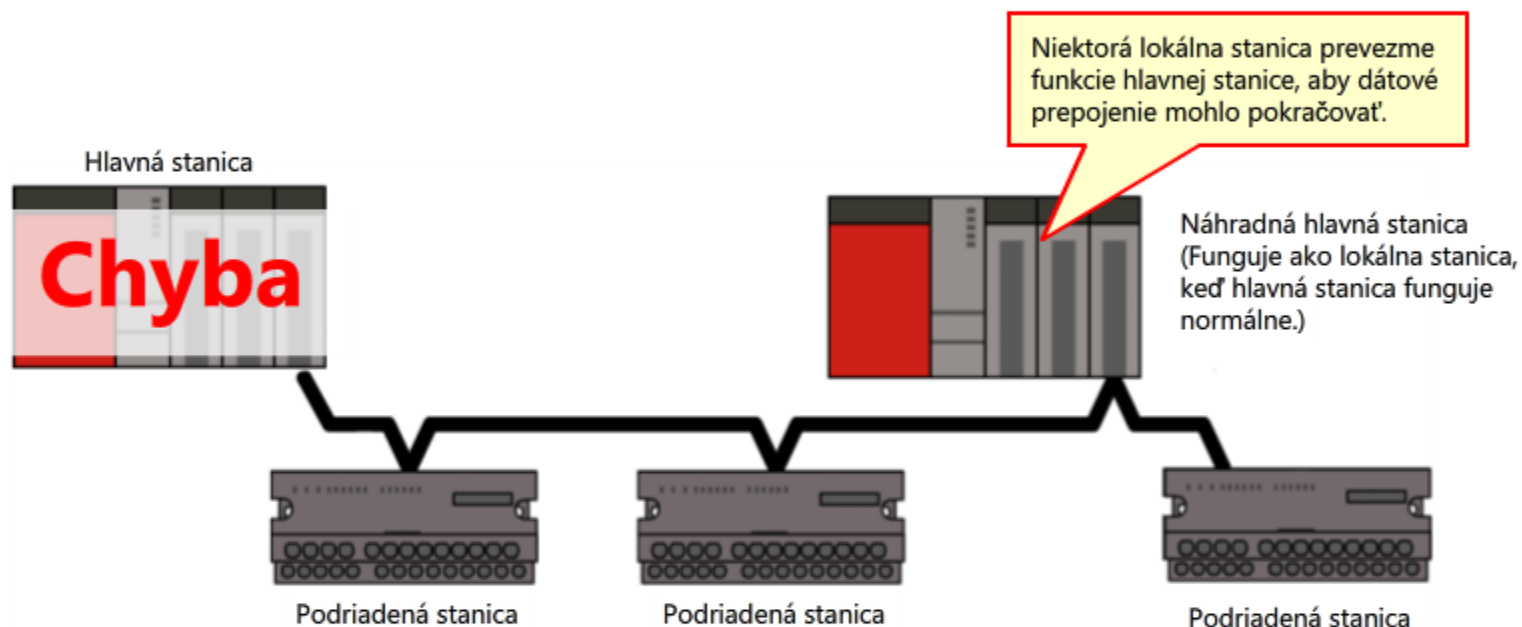 Niektorá lokálna stanica prevezme
funkcie hlavnej stanice, aby dátové
prepojenie mohlo pokračovať.
Hlavná stanica
Chyba
Náhradná hlavná stanica
(Funguje ako lokálna stanica,
keď hlavná stanica funguje
normálne.)
Podriadená stanica
Podriadená stanica
Podriadená stanica